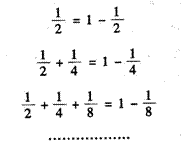 1/2 = 1 − 1/2
1/2 + 1/4 = 1 − 1/4
1/2 + 1/4 + 1/8 = 1 − 1/8
..................